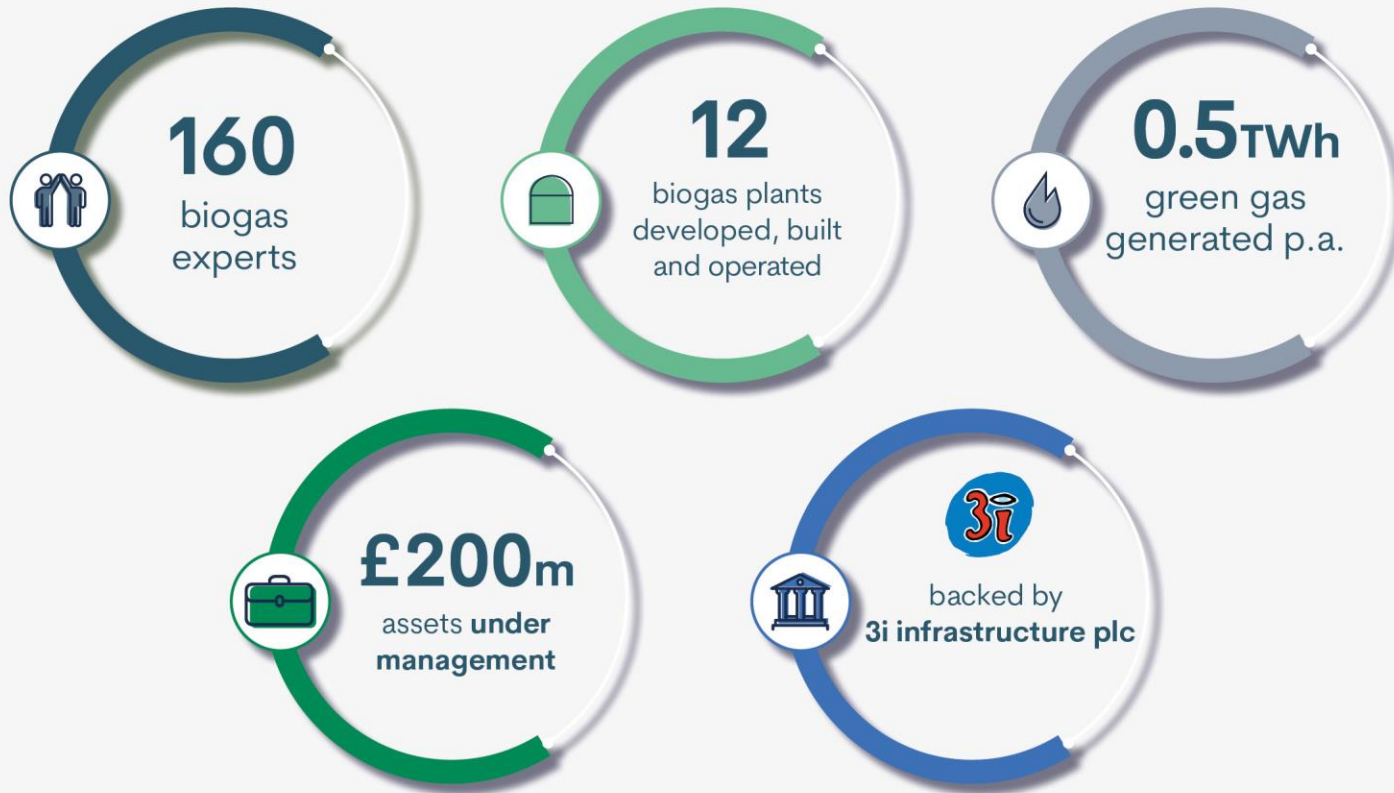 160
biogas
experts
12
biogas plants
developed, built
and operated
0.5TWh
green gas
generated p.a.
£200m
assets under
management
3i
backed by
3i infrastructure plc